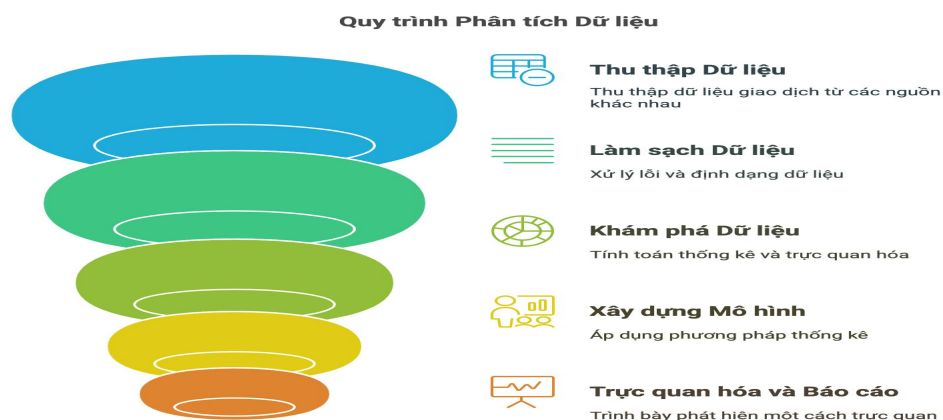 Quy trình Phân tích Dữ liệu
Thu thập Dữ liệu
Thu thập dữ liệu giao dịch từ các nguồn
khác nhau
Làm sạch Dữ liệu
Xử lý lỗi và định dạng dữ liệu
Khám phá Dữ liệu
Tính toán thống kê và trực quan hóa
Xây dựng Mô hình
Áp dụng phương pháp thống kê
Trực quan hóa và Báo cáo
Trình bày phát hiện một cách trực quan